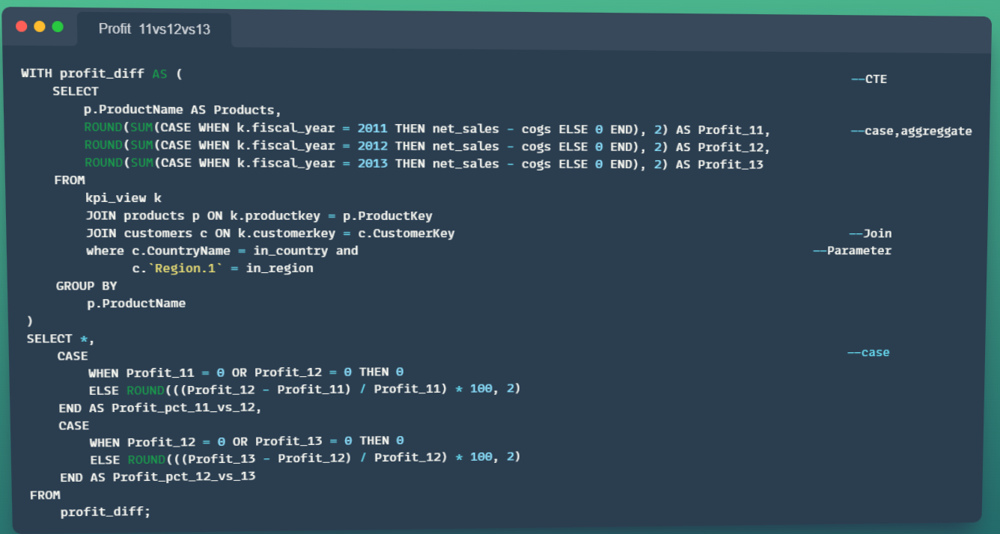 Profit 11vs12vs13
WITH profit_diff AS ( --CTE
SELECT
p.ProductName AS Products,
ROUND(SUM(CASE WHEN k.fiscal_year = 2011 THEN net_sales - cogs ELSE 0 END), 2) AS Profit_11, --case,aggreggate
ROUND(SUM(CASE WHEN k.fiscal_year = 2012 THEN net_sales - cogs ELSE 0 END), 2) AS Profit_12,
ROUND(SUM(CASE WHEN k.fiscal_year = 2013 THEN net_sales - cogs ELSE 0 END), 2) AS Profit_13
FROM
kpi_view k
JOIN products p ON k.productkey = p.ProductKey
JOIN customers c ON k.customerkey = c.CustomerKey --Join
where c.CountryName = in_country and --Parameter
c.`Region.1` = in_region
GROUP BY
p.ProductName
)
SELECT *,
CASE --case
WHEN Profit_11 = 0 OR Profit_12 = 0 THEN 0
ELSE ROUND(((Profit_12 - Profit_11) / Profit_11) * 100, 2)
END AS Profit_pct_11_vs_12,
CASE
WHEN Profit_12 = 0 OR Profit_13 = 0 THEN 0
ELSE ROUND(((Profit_13 - Profit_12) / Profit_12) * 100, 2)
END AS Profit_pct_12_vs_13
FROM
profit_diff;